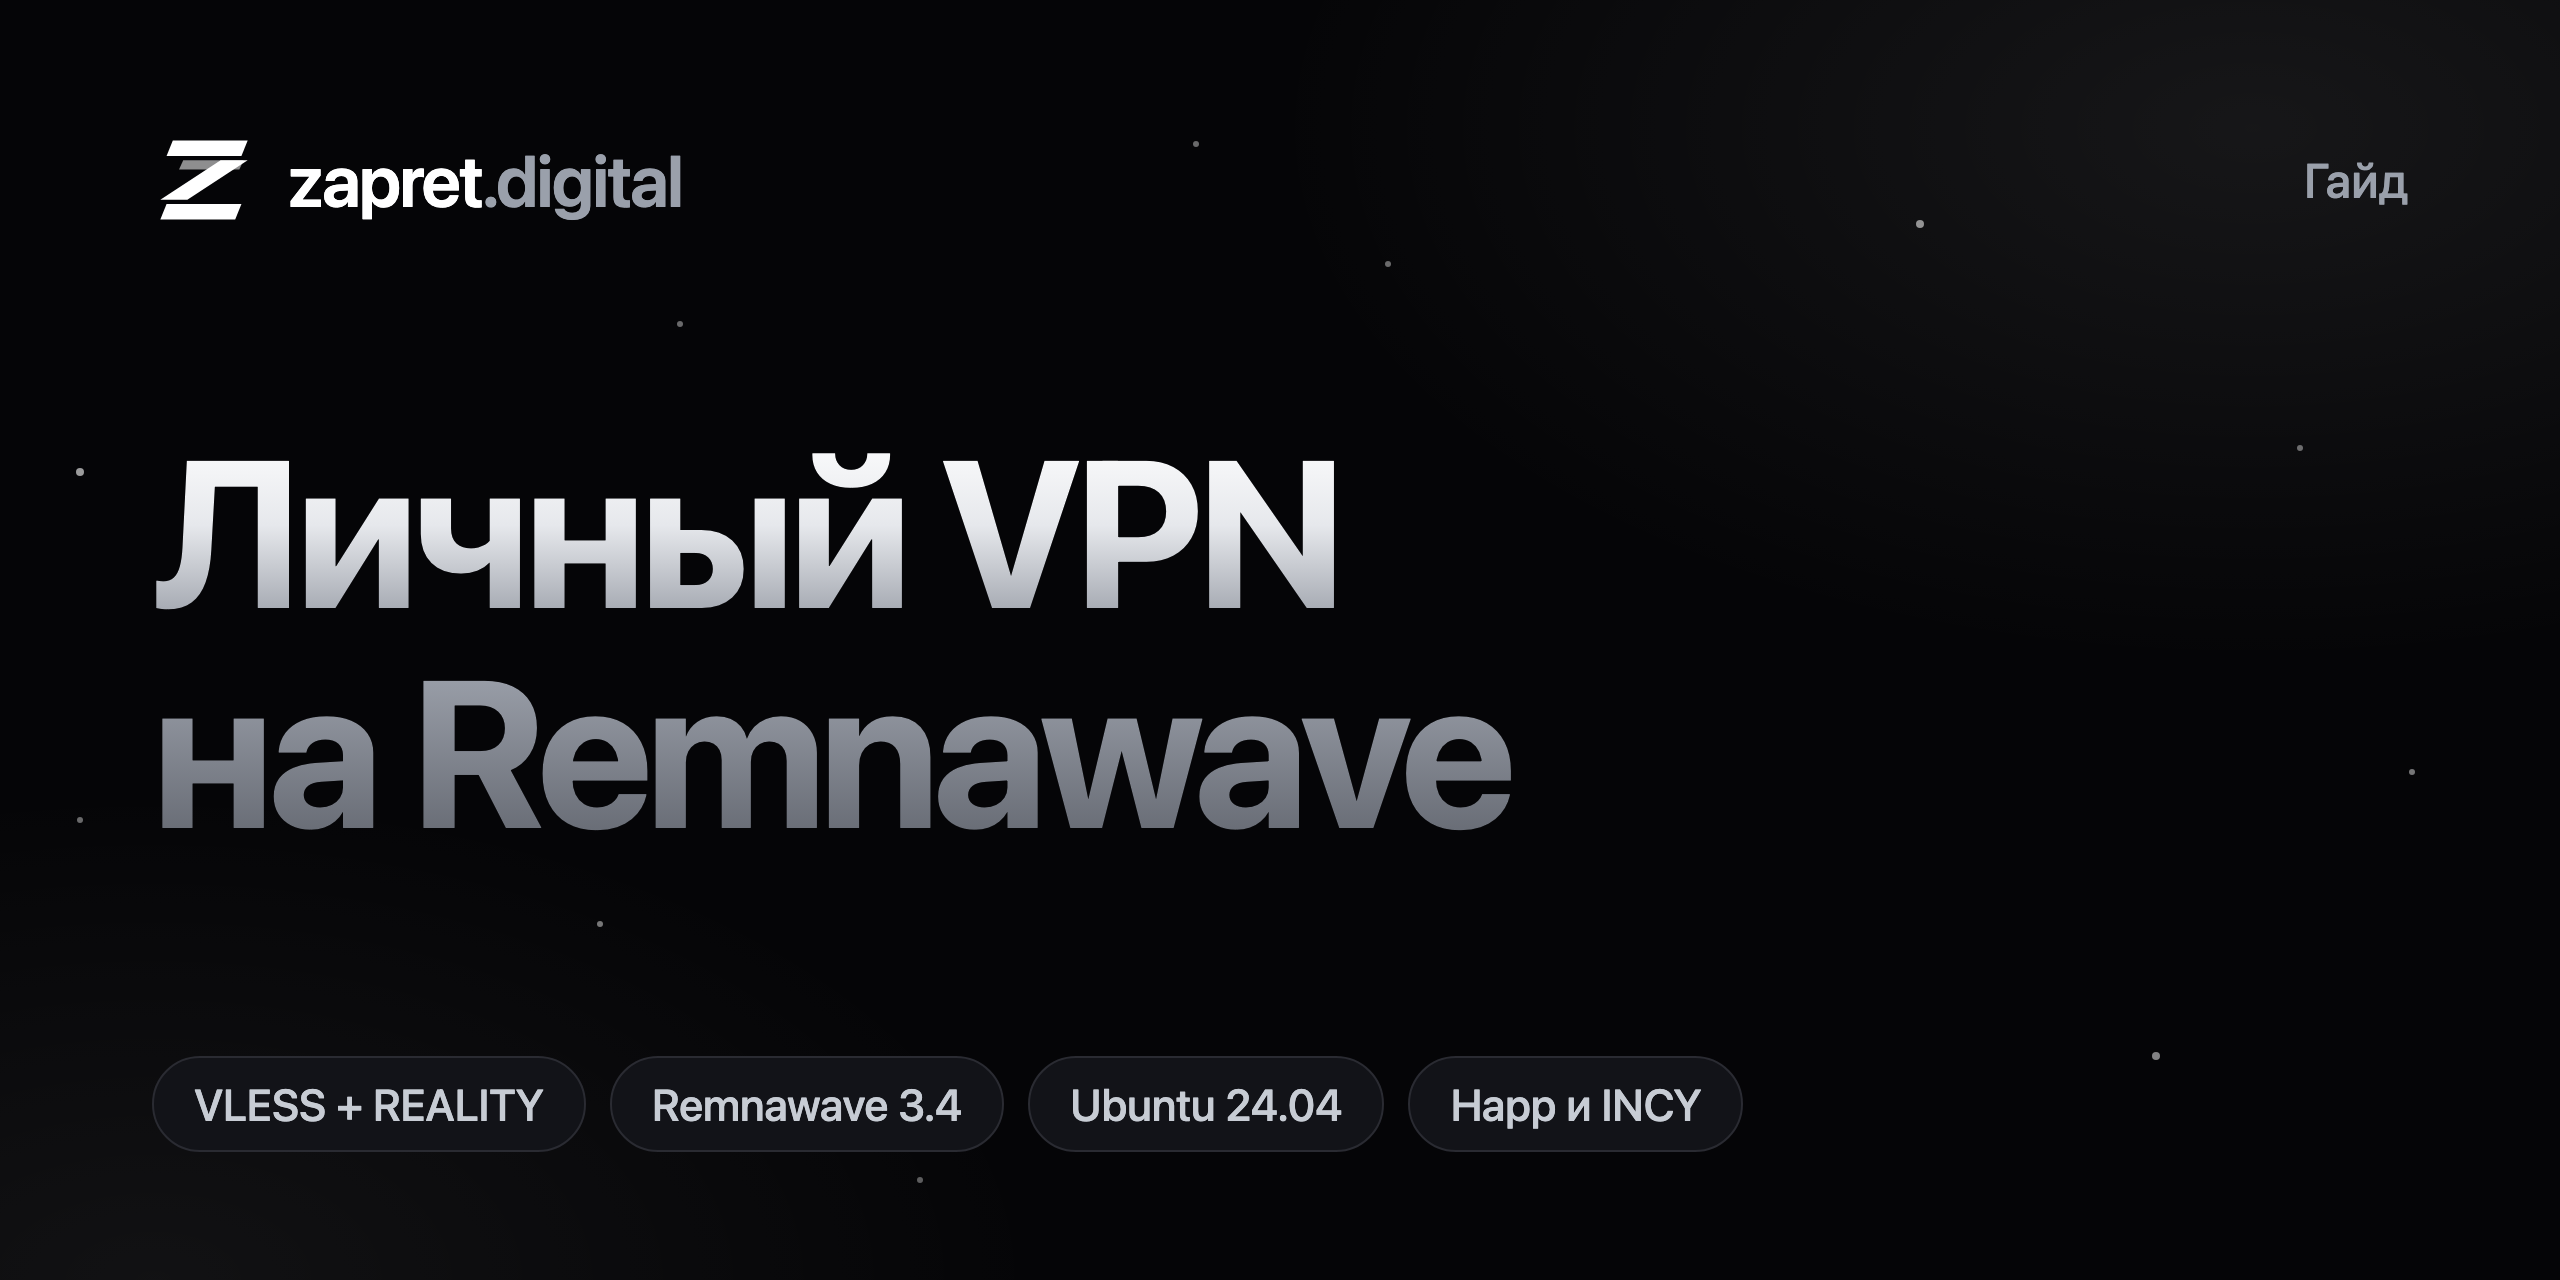 zapret.digital
Гайд
Личный VPN
на Remnawave
VLESS + REALITY
Remnawave 3.4
Ubuntu 24.04
Happ и INCY